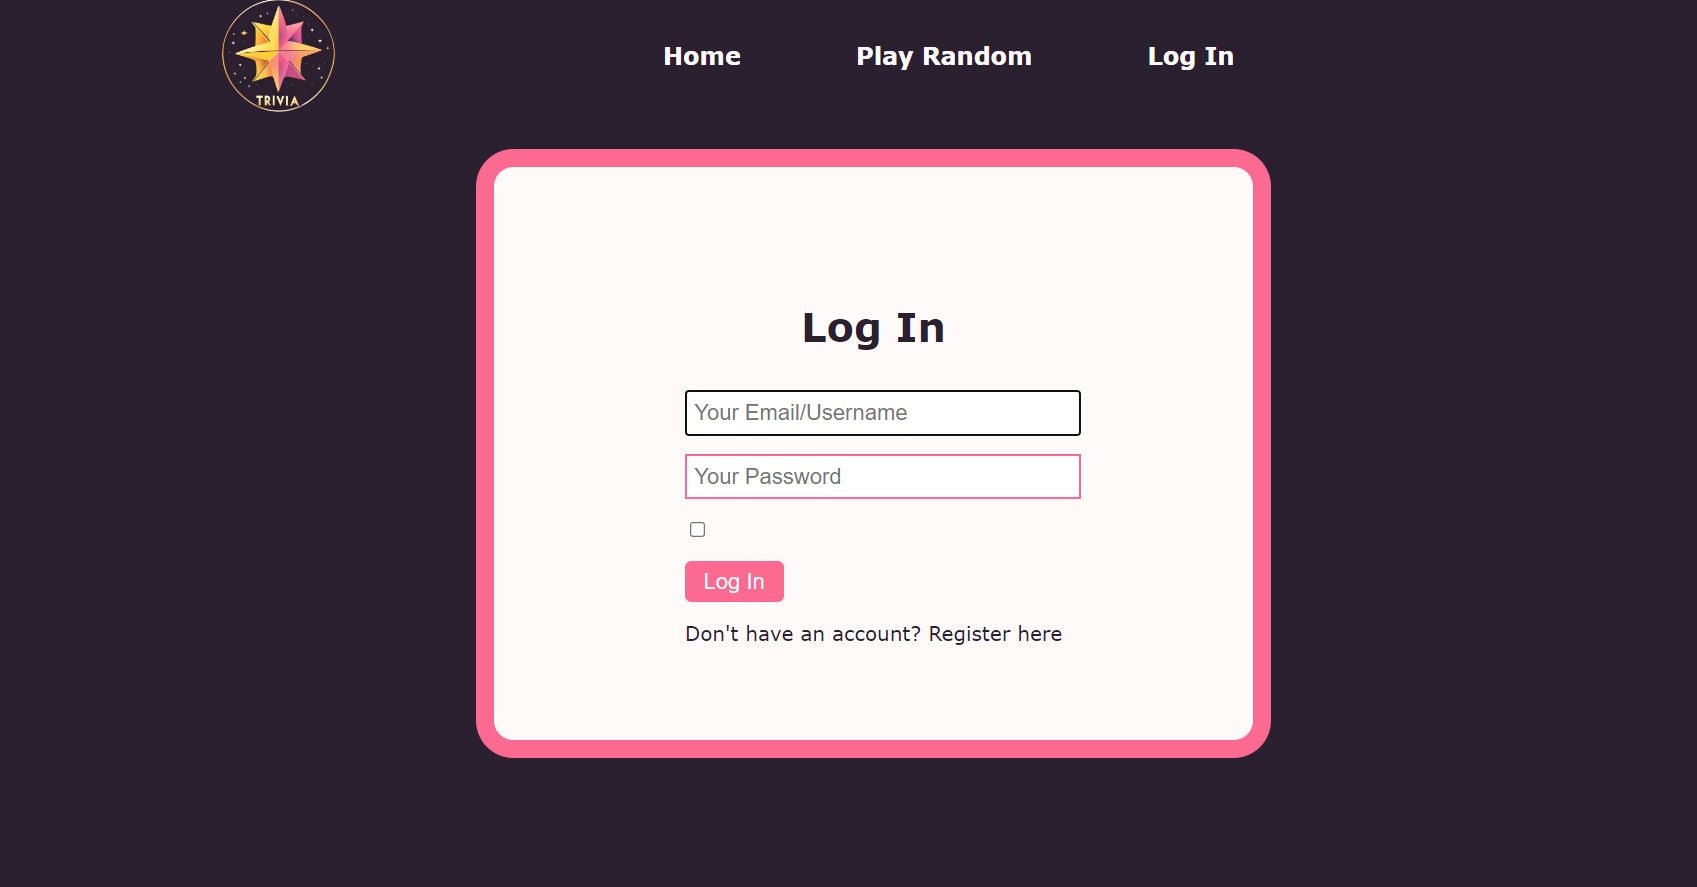 TRIVIA
Home Play Random Log In
Log In
Your Email/Username
Your Password
Log In
Don't have an account? Register here